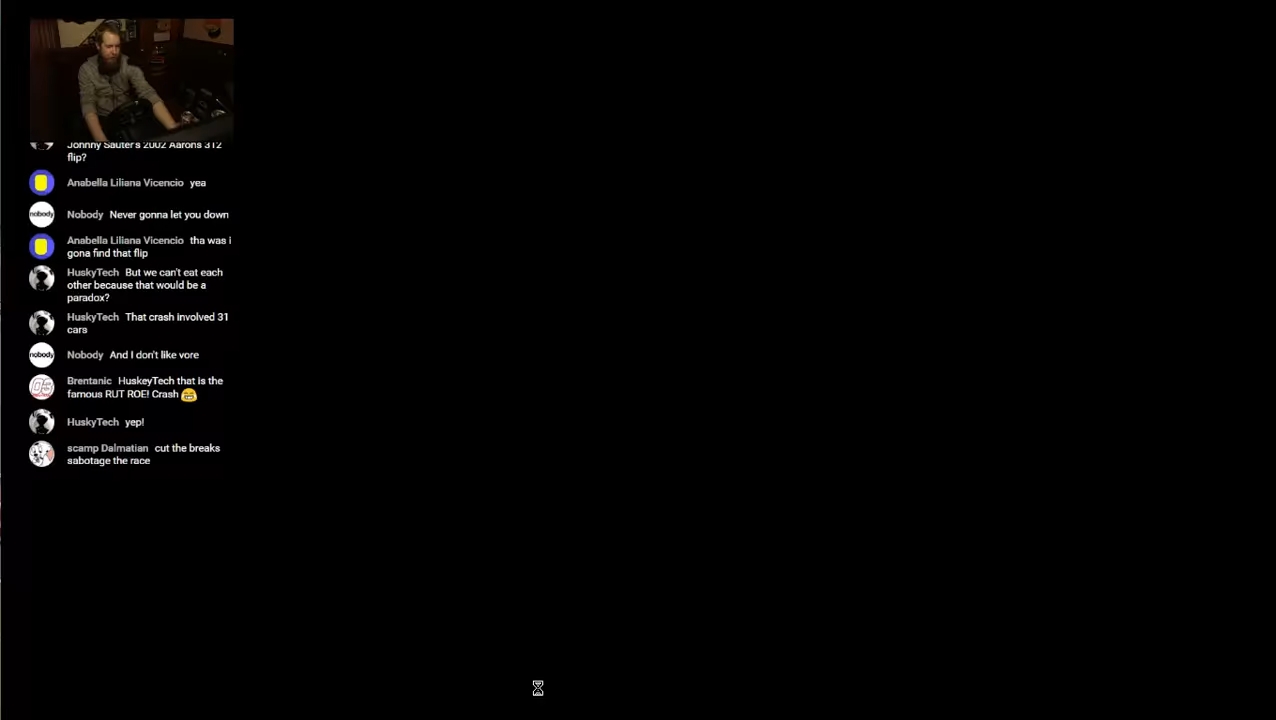 Johnny Sauter's 2002 Aarons 312
flip?
Anabella Liliana Vicencio yea
nobody Nobody Never gonna let you down
Anabella Liliana Vicencio tha was i
gona find that flip
HuskyTech But we can't eat each
other because that would be a
paradox?
HuskyTech That crash involved 31
cars
nobody Nobody And I don't like vore
Brentanic HuskeyTech that is the
famous RUT ROE! Crash 😂
HuskyTech yep!
scamp Dalmatian cut the breaks
sabotage the race